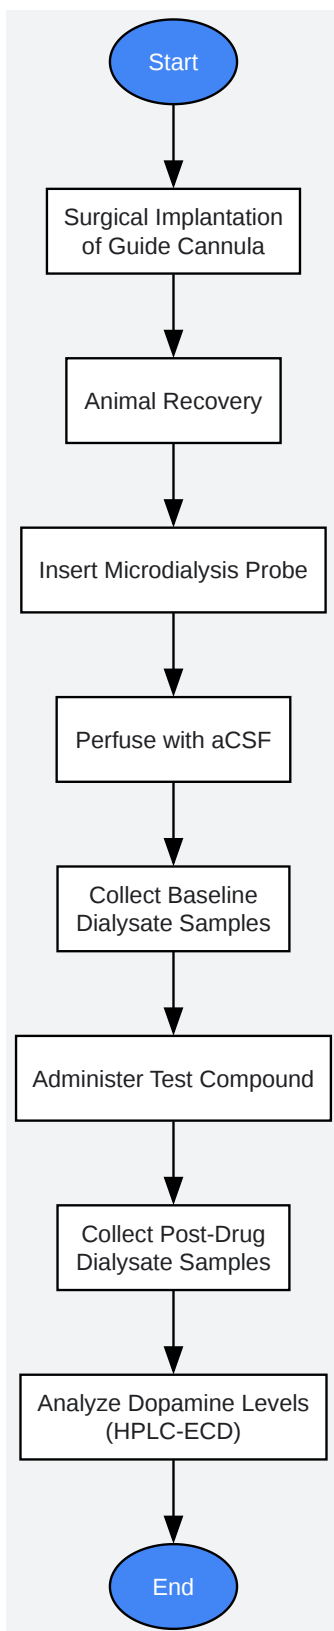 Start
Surgical Implantation
of Guide Cannula
Animal Recovery
Insert Microdialysis Probe
Perfuse with aCSF
Collect Baseline
Dialysate Samples
Administer Test Compound
Collect Post-Drug
Dialysate Samples
Analyze Dopamine Levels
(HPLC-ECD)
End